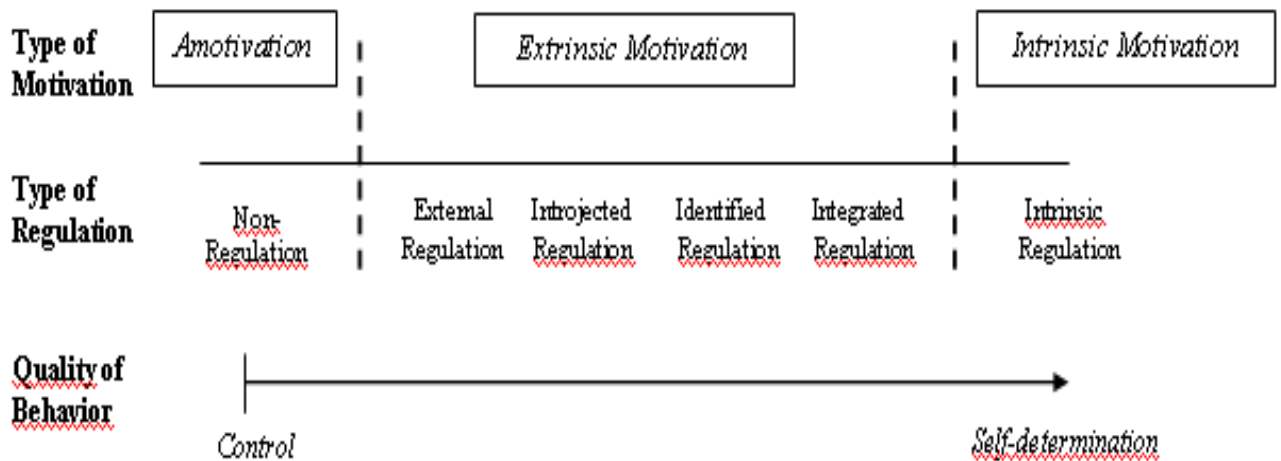 Type of
Motivation
Amotivation
Extrinsic Motivation
Intrinsic Motivation
Type of
Regulation
Non-
Regulation
External
Regulation
Introjected
Regulation
Identified
Regulation
Integrated
Regulation
Intrinsic
Regulation
Quality of
Behavior
Control
Self-determination